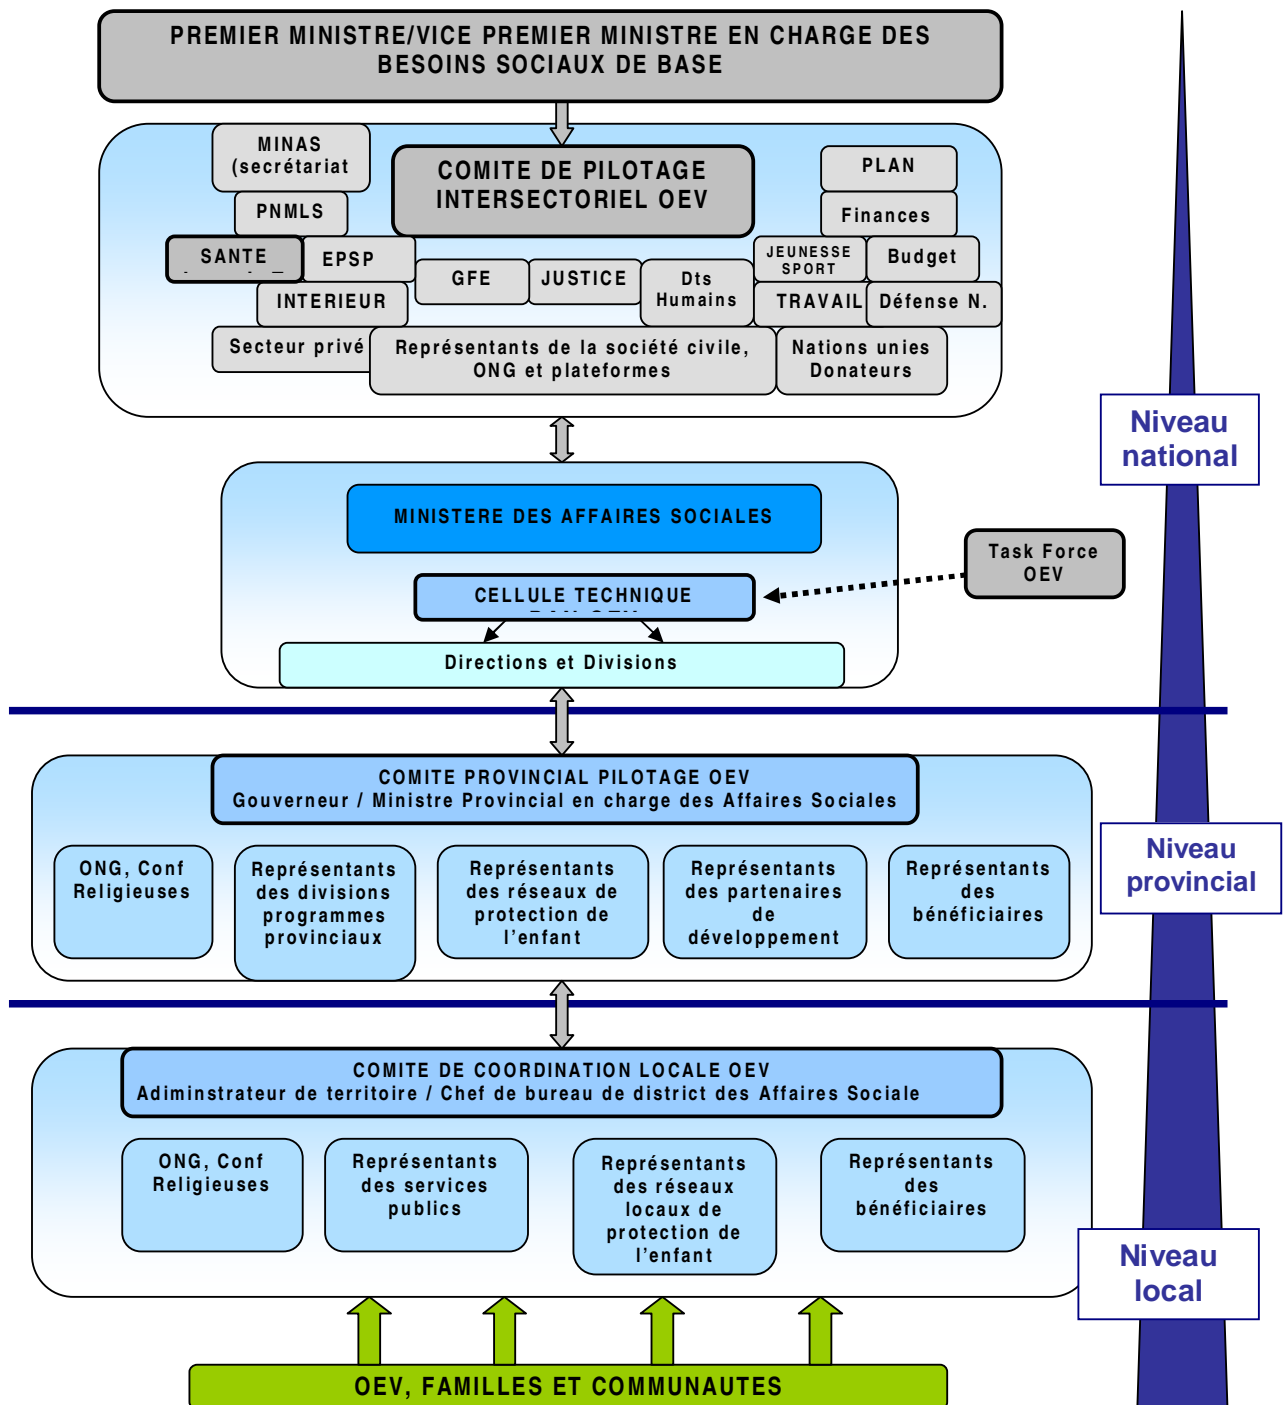 PREMIER MINISTRE/VICE PREMIER MINISTRE EN CHARGE DES
BESOINS SOCIAUX DE BASE
MINAS
(secrétariat
COMITE DE PILOTAGE
INTERSECTORIEL OEV
PLAN
PNMLS
Finances
SANTE
EPSP
JEUNESSE
SPORT
Budget
GFE
JUSTICE
Dts
Humains
INTERIEUR
TRAVAIL
Défense N.
Secteur privé
Représentants de la société civile,
ONG et plateformes
Nations unies
Donateurs
Niveau
national
MINISTERE DES AFFAIRES SOCIALES
Task Force
OEV
CELLULE TECHNIQUE
Directions et Divisions
COMITE PROVINCIAL PILOTAGE OEV
Gouverneur / Ministre Provincial en charge des Affaires Sociales
ONG, Conf
Religieuses
Représentants
des divisions
programmes
provinciaux
Représentants
des réseaux de
protection de
l'enfant
Représentants
des partenaires
de
développement
Représentants
des
bénéficiaires
Niveau
provincial
COMITE DE COORDINATION LOCALE OEV
Adiminstrateur de territoire / Chef de bureau de district des Affaires Sociale
ONG, Conf
Religieuses
Représentants
des services
publics
Représentants
des réseaux
locaux de
protection de
l'enfant
Représentants
des
bénéficiaires
Niveau
local
OEV, FAMILLES ET COMMUNAUTES